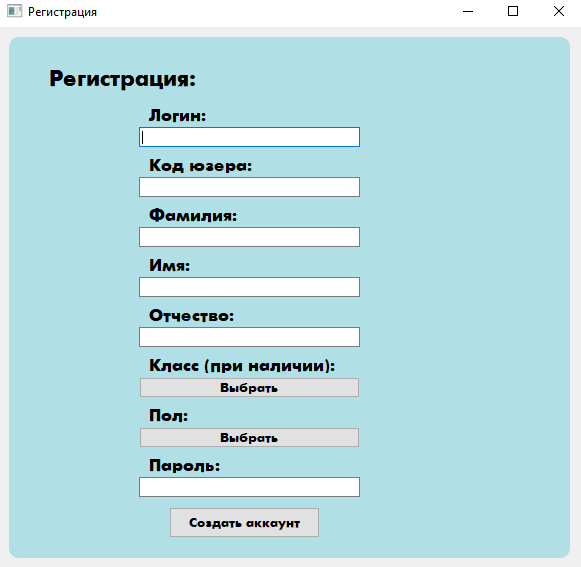 Регистрация
Регистрация:
Логин:
Код юзера:
Фамилия:
Имя:
Отчество:
Класс (при наличии):
Выбрать
Пол:
Выбрать
Пароль:
Создать аккаунт